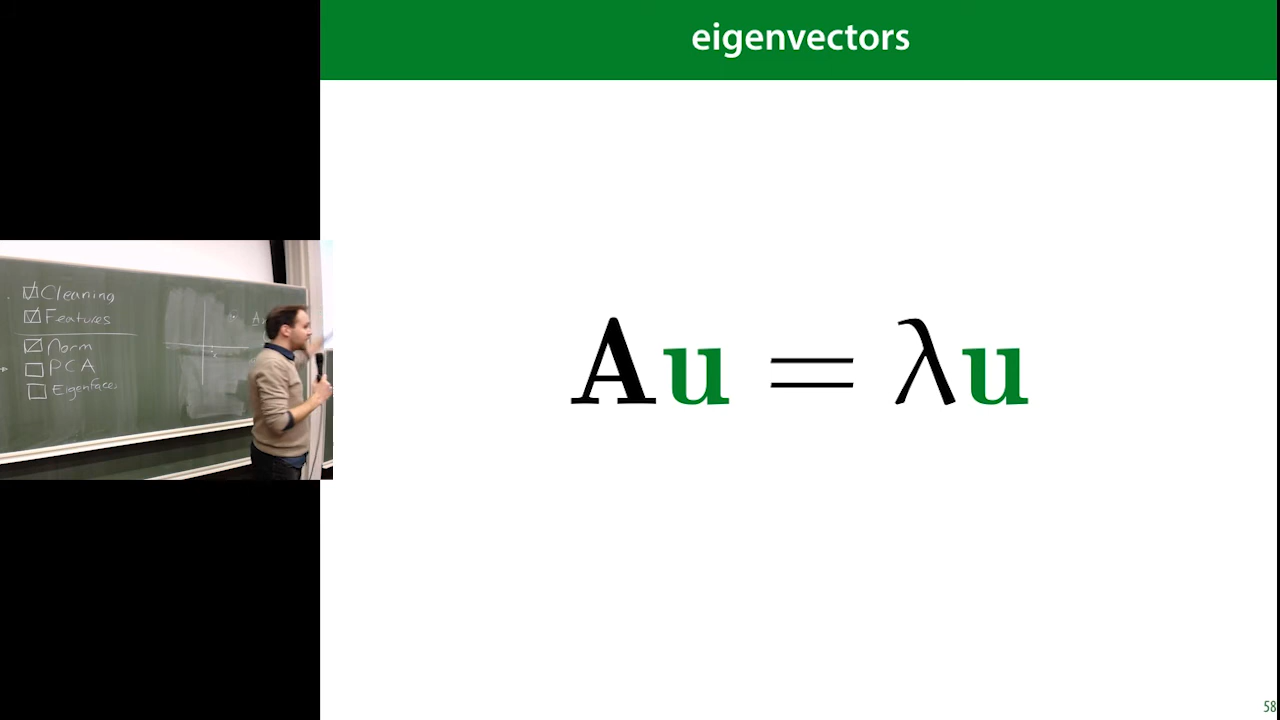 eigenvectors
Cleaning
Features
Norm
PCA
Eigenfaces
A
Au = λu
58